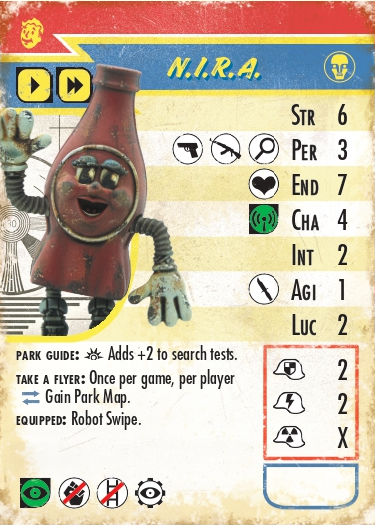 N.I.R.A.
STR 6
PER 3
END 7
CHA 4
INT 2
AGI 1
LUC 2
PARK GUIDE: Adds +2 to search tests.
TAKE A FLYER: Once per game, per player
Gain Park Map.
EQUIPPED: Robot Swipe.
2
2
X